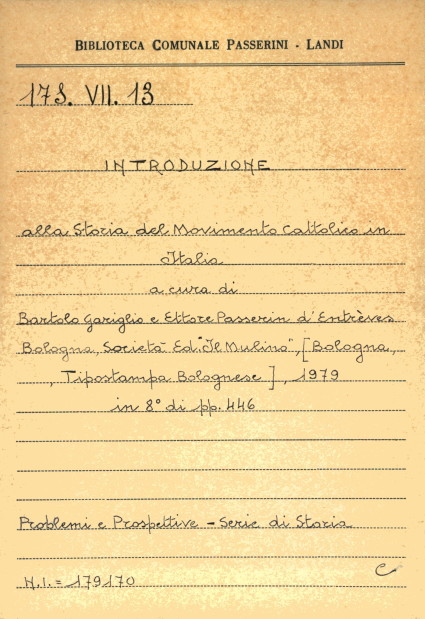 BIBLIOTECA COMUNALE PASSERINI - LANDI
17S. VII. 13
INTRODUZIONE
alla Storia del Movimento Cattolico in
Italia
a cura di
Bartolo Gariglio e Ettore Passerin d'Entrèves
Bologna, Società Ed. "Il Mulino", [Bologna,
, Tipostampa Bolognese], 1979
in 8° di pp. 446
Problemi e Prospettive - Serie di Storia
C
N.I. = 179170